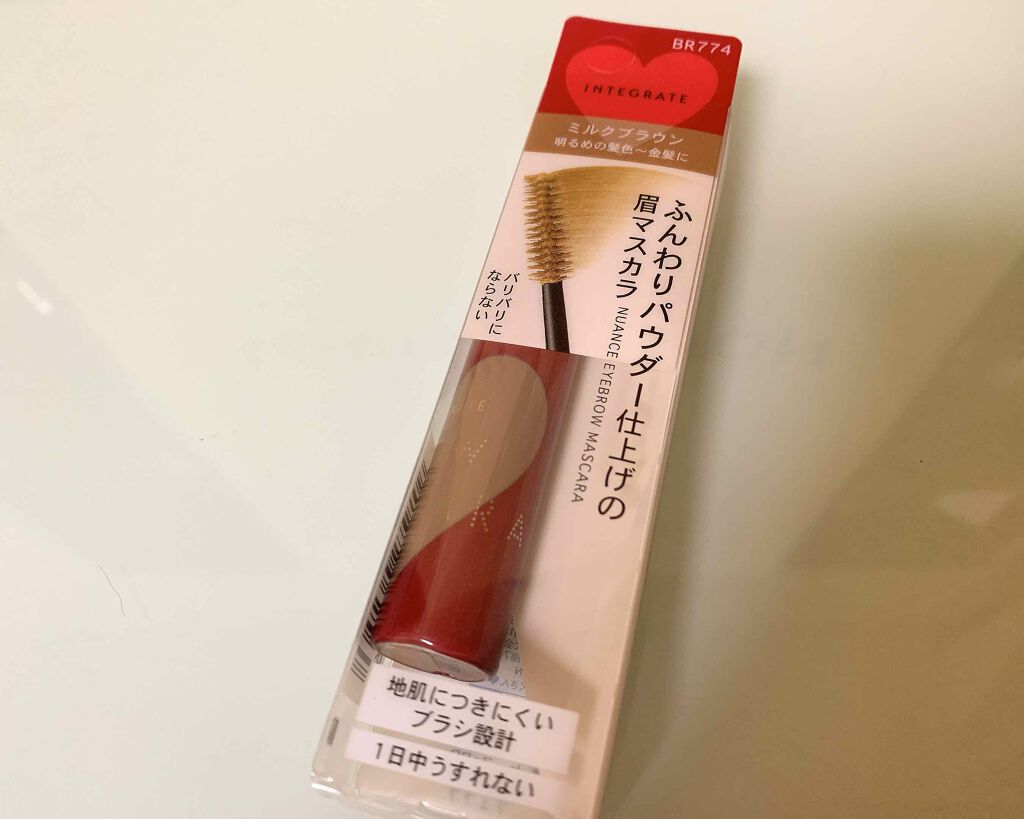 BR774
INTEGRATE
ミルクブラウン
明るめの髪色～金髪に
ふんわりパウダー仕上げの
眉マスカラ NUANCE EYEBROW MASCARA
バリバリに
ならない
地肌につきにくい
ブラシ設計
1日中うすれない